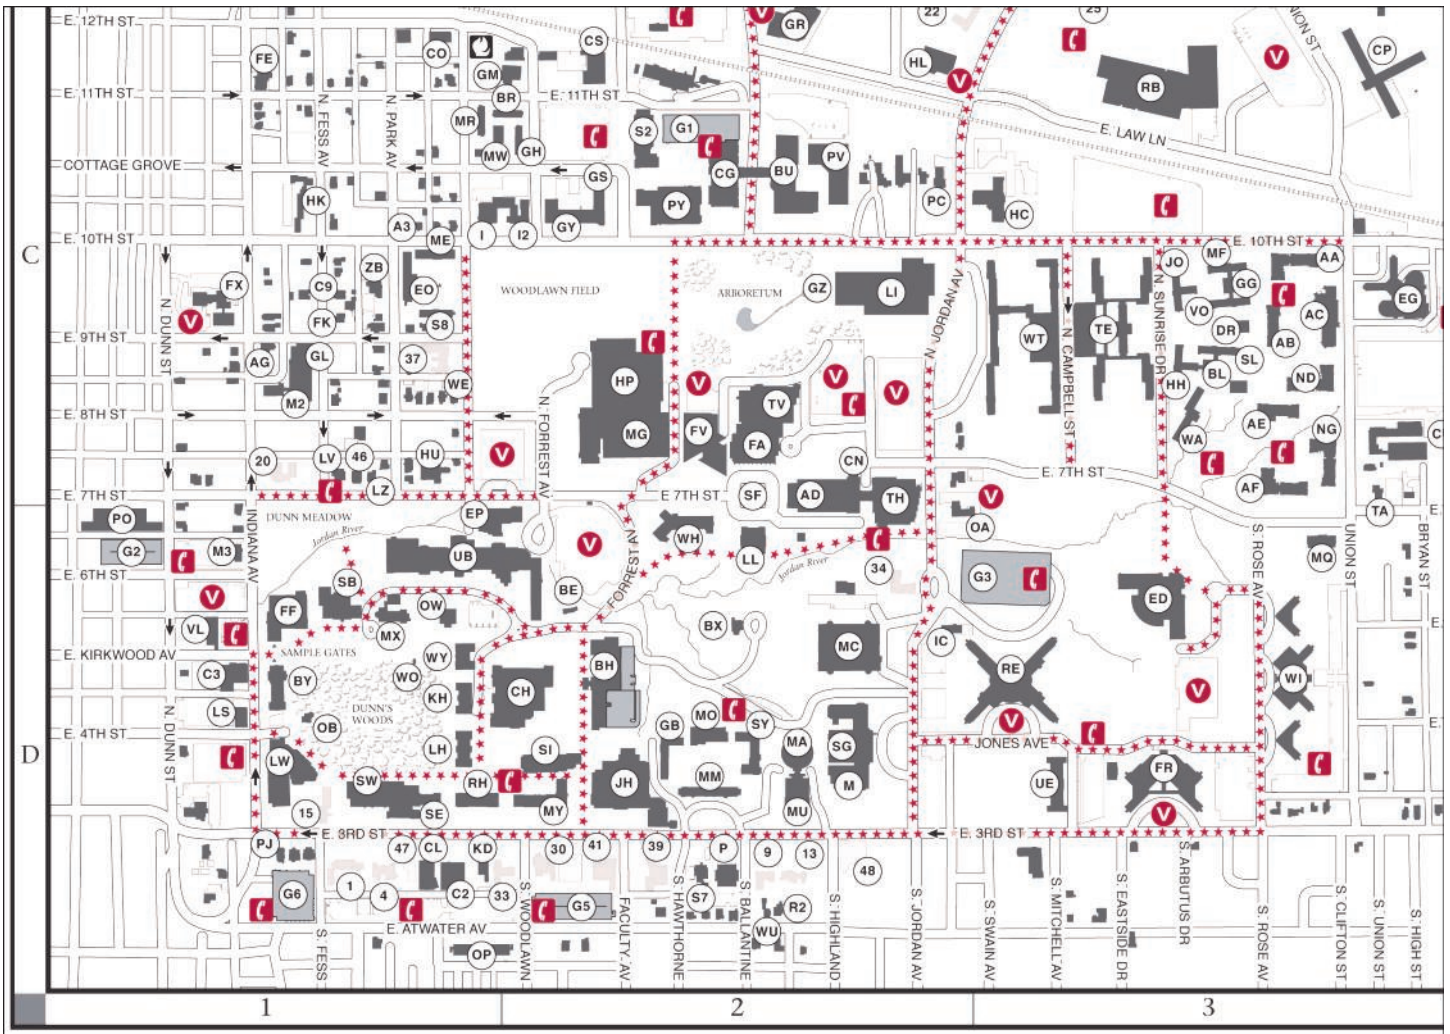 E. 12TH ST
FE
CO
GM
CS
GR
22
25
UNION ST
CP
V
HL
V
V
RB
E. 11TH ST
N. FESS AV
N. PARK AV
BR
E. 11TH ST
MR
S2
G1
E. LAW LN
COTTAGE GROVE
MW
GH
GS
CG
BU
PV
HK
A3
I
I2
GY
PY
PC
HC
E. 10TH ST
ME
E. 10TH ST
C
ZB
JO
MF
AA
FX
C9
EO
WOODLAWN FIELD
ARBORETUM
GZ
LI
N. JORDAN AV
N. SUNRISE DR
GG
EG
N. DUNN ST
V
FK
S8
VO
DR
AC
E. 9TH ST
WT
N. CAMPBELL ST
TE
AB
AG
GL
37
SL
HP
V
V
V
HH
BL
ND
WE
M2
N. FORREST AV
TV
E. 8TH ST
MG
FV
FA
AE
NG
WA
20
LV
46
HU
V
CN
E. 7TH ST
LZ
E. 7TH ST
E. 7TH ST
SF
AD
TH
V
AF
PO
INDIANA AV
DUNN MEADOW
Jordan River
EP
WH
OA
TA
G2
M3
UB
V
E. FORREST AV
LL
Jordan River
34
S. ROSE AV
UNION ST
BRYAN ST
MQ
E. 6TH ST
V
SB
BE
G3
ED
FF
OW
VL
MX
BX
IC
E. KIRKWOOD AV
SAMPLE GATES
WY
MC
C3
BY
WO
KH
CH
BH
RE
WI
LS
DUNN'S
WOODS
MO
V
V
N. DUNN ST
OB
GB
SY
E. 4TH ST
LH
SI
MA
SG
JONES AVE
D
LW
SW
RH
JH
MM
M
UE
FR
15
SE
MY
MU
V
E. 3RD ST
E. 3RD ST
PJ
47
CL
KD
30
41
39
P
9
13
48
G6
1
4
C2
33
G5
S7
R2
E. ATWATER AV
WU
OP
S. FESS
S. WOODLAWN
FACULTY AV
S. HAWTHORNE
S. BALLANTINE
S. HIGHLAND
S. JORDAN AV
S. SWAIN AV
S. MITCHELL AV
S. EASTSIDE DR
S. ARBUTUS DR
S. ROSE AV
S. CLIFTON ST
S. UNION ST
S. HIGH ST
1
2
3